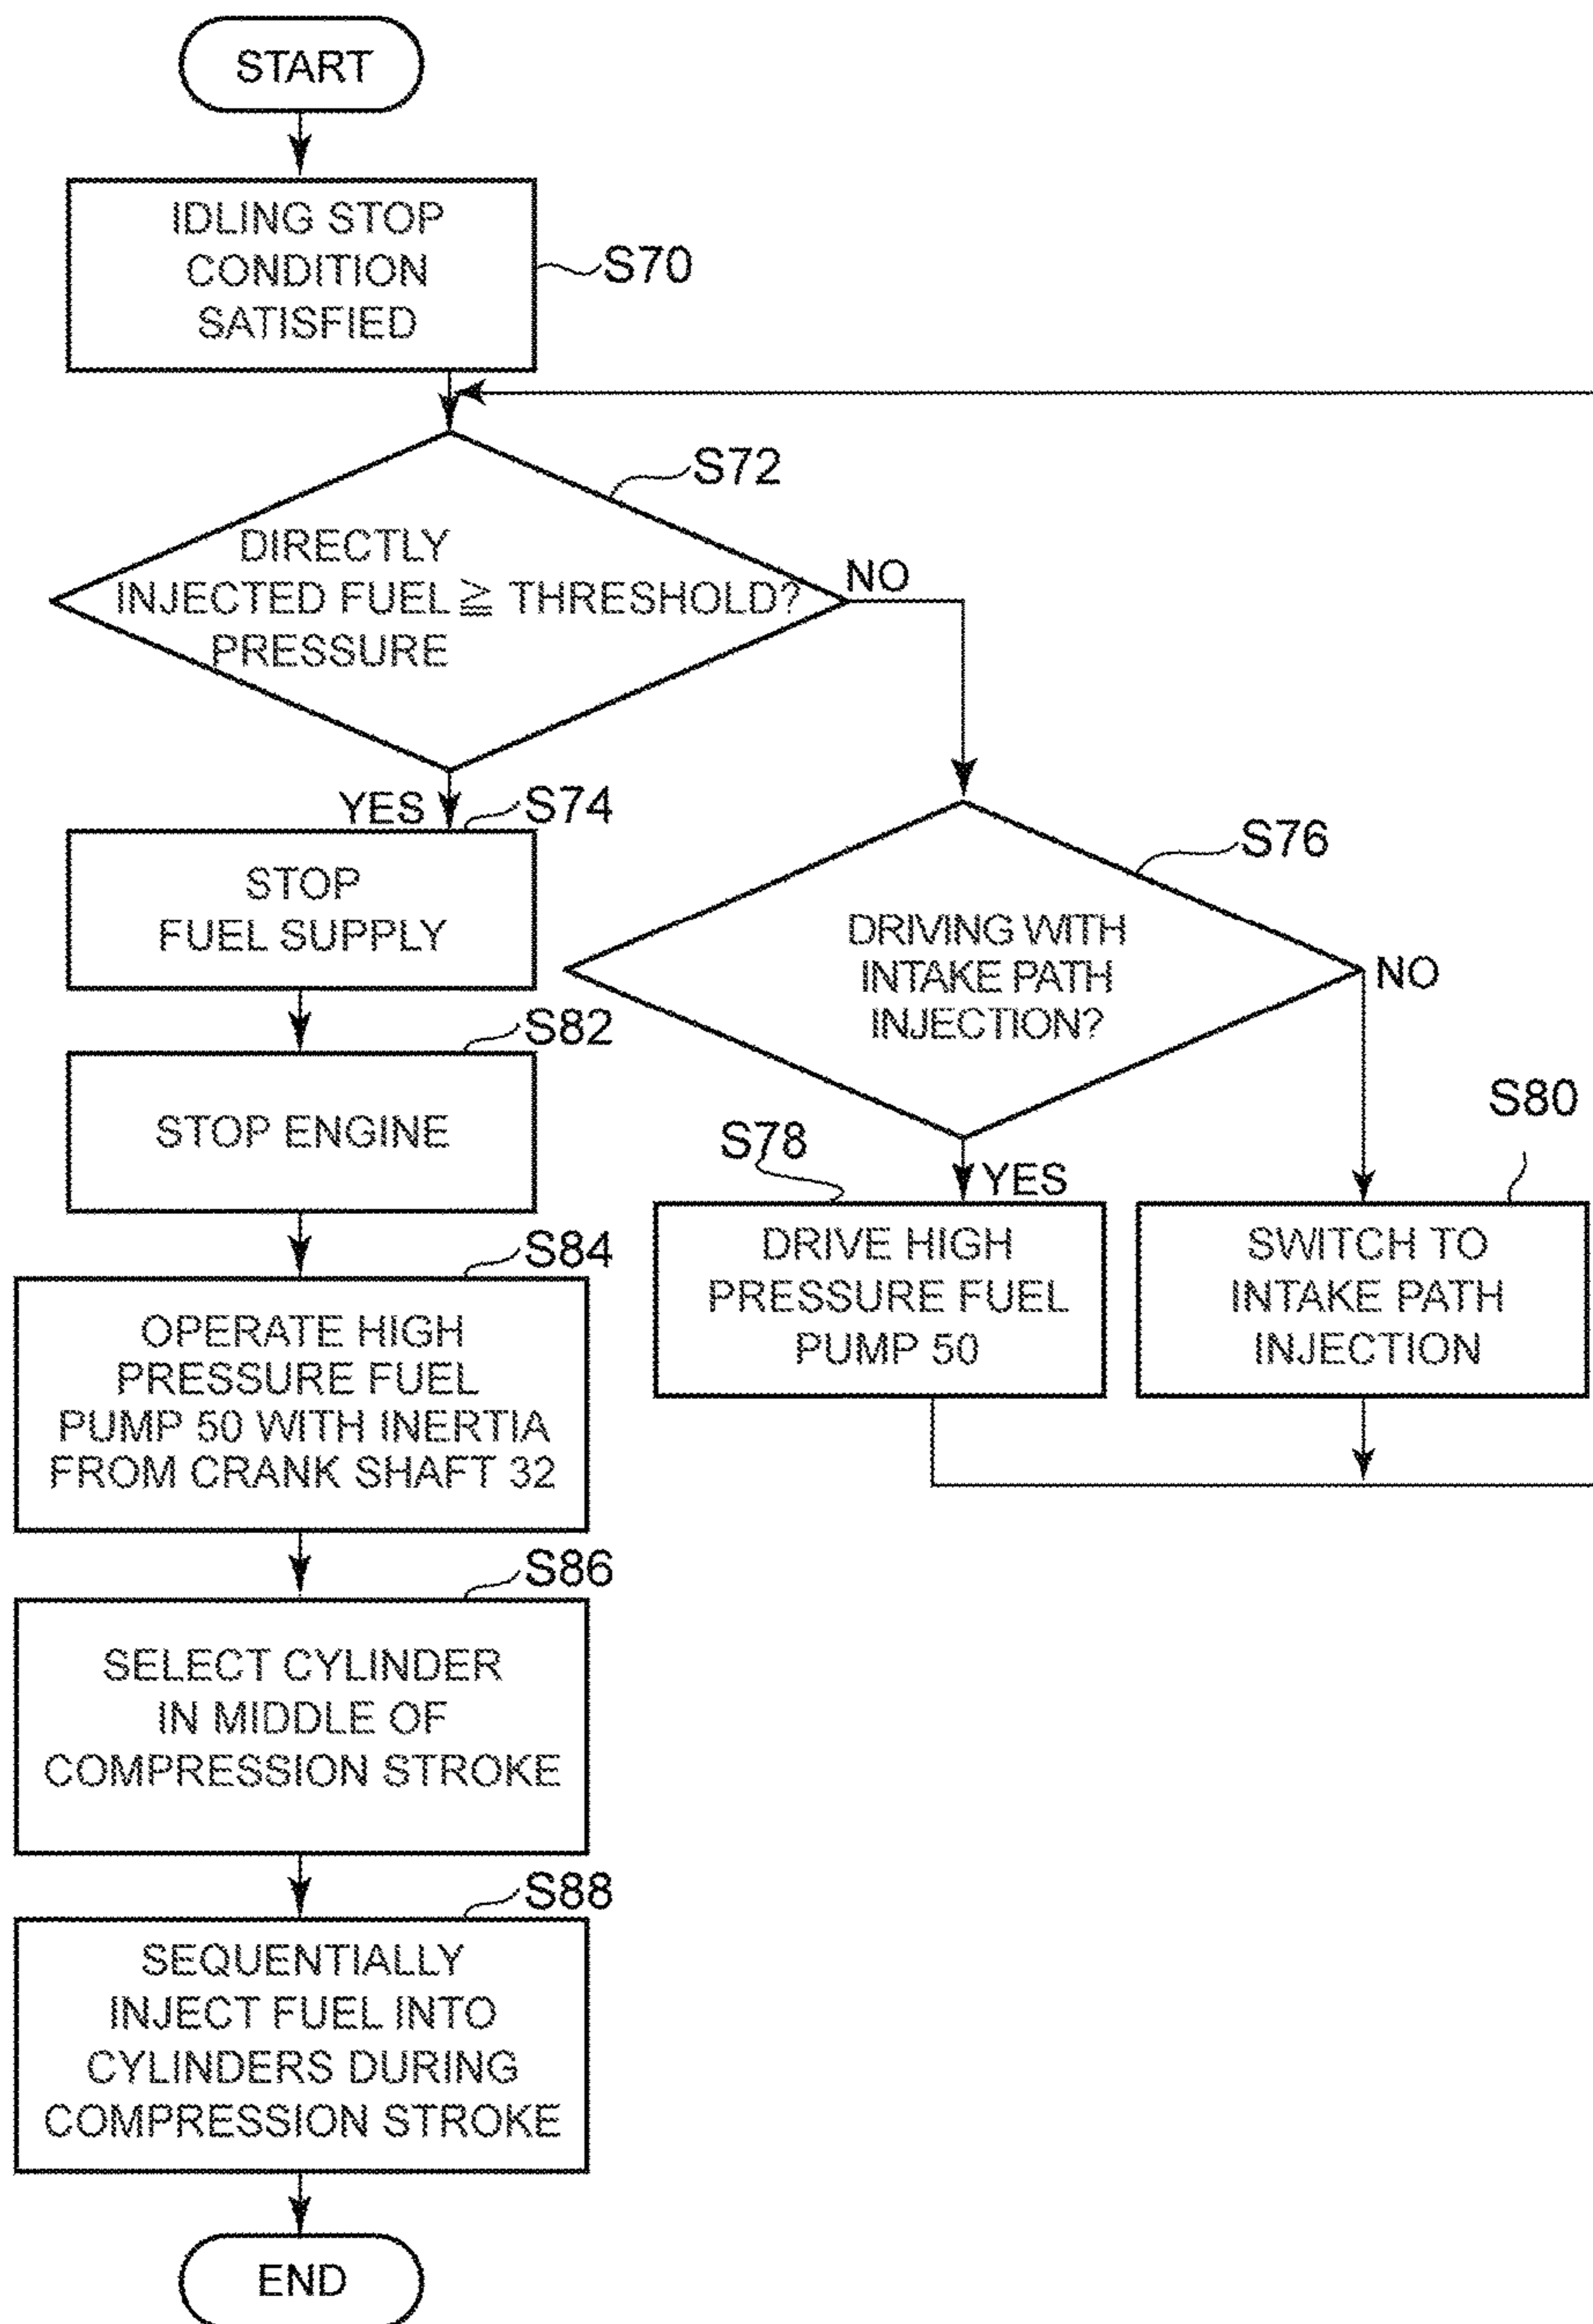 START
IDLING STOP
CONDITION
SATISFIED
S70
S72
DIRECTLY
INJECTED FUEL ≧ THRESHOLD?
PRESSURE
NO
YES
S74
STOP
FUEL SUPPLY
S76
DRIVING WITH
INTAKE PATH
INJECTION?
NO
S82
STOP ENGINE
S78
YES
S80
DRIVE HIGH
PRESSURE FUEL
PUMP 50
SWITCH TO
INTAKE PATH
INJECTION
S84
OPERATE HIGH
PRESSURE FUEL
PUMP 50 WITH INERTIA
FROM CRANK SHAFT 32
S86
SELECT CYLINDER
IN MIDDLE OF
COMPRESSION STROKE
S88
SEQUENTIALLY
INJECT FUEL INTO
CYLINDERS DURING
COMPRESSION STROKE
END